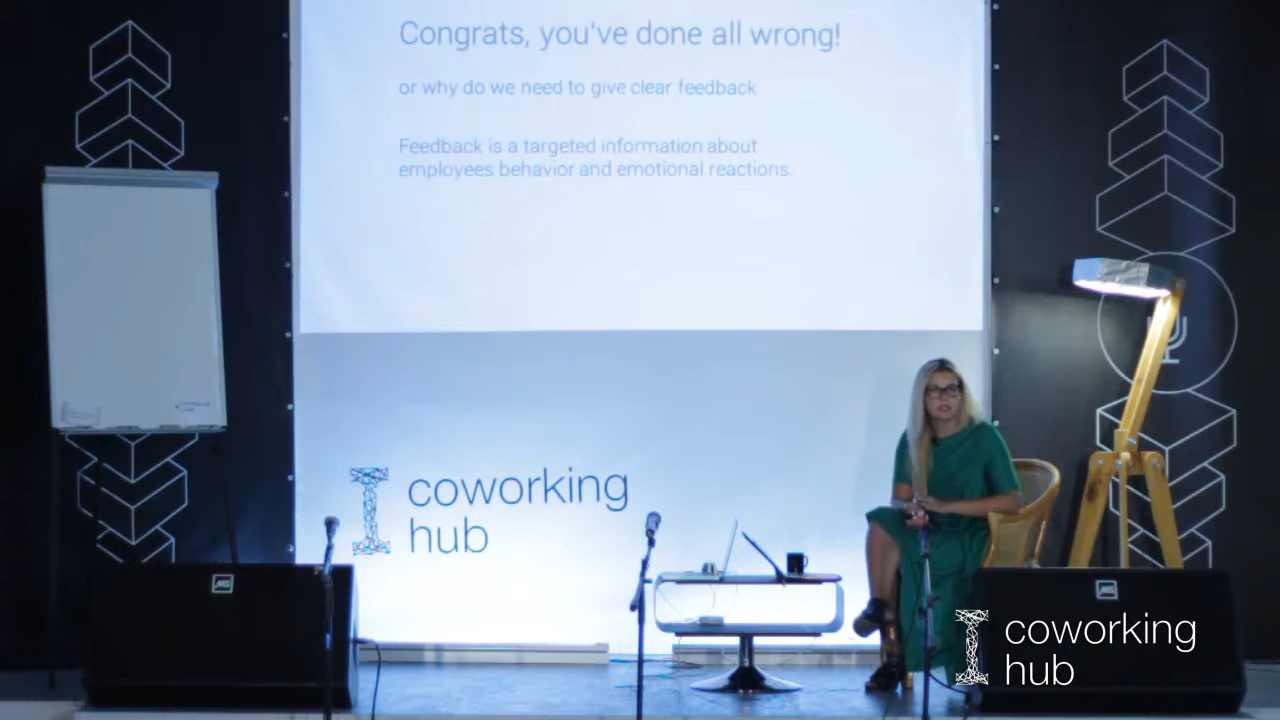 Congrats, you've done all wrong!
or why do we need to give clear feedback
Feedback is a targeted information about
employees behavior and emotional reactions.
coworking
hub
coworking
hub